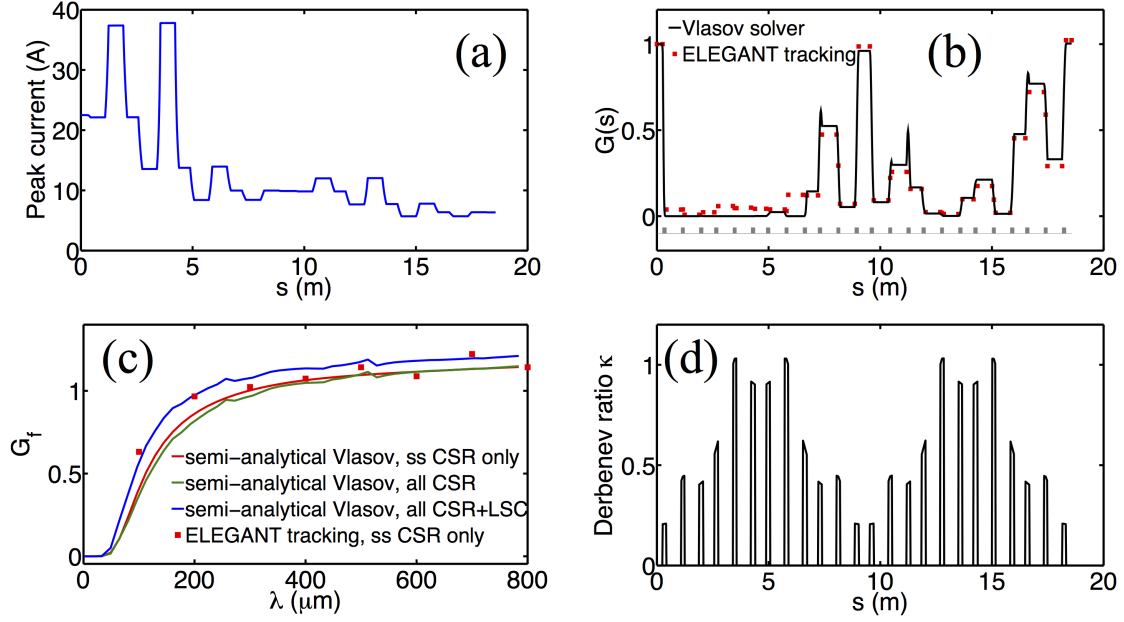 40
30
20
10
0
0 5 10 15 20
Peak current (A)
s (m)
(a)
1
0.5
0
0 5 10 15 20
G(s)
s (m)
Vlasov solver
ELEGANT tracking
(b)
1
0.5
0
0 200 400 600 800
G_f
λ (μm)
(c)
semi−analytical Vlasov, ss CSR only
semi−analytical Vlasov, all CSR
semi−analytical Vlasov, all CSR+LSC
ELEGANT tracking, ss CSR only
1
0.5
0
0 5 10 15 20
Derbenev ratio κ
s (m)
(d)